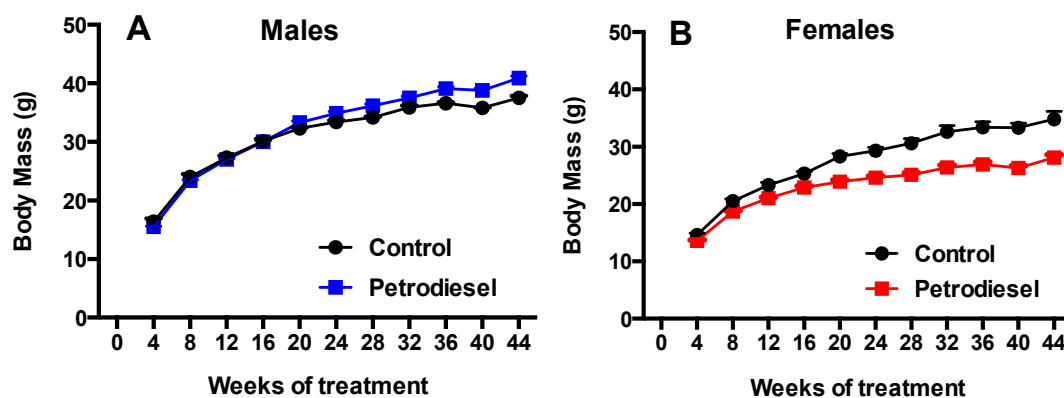 A Males
Body Mass (g)
50
40
30
20
10
0
Control
Petrodiesel
0 4 8 12 16 20 24 28 32 36 40 44
Weeks of treatment
B Females
Body Mass (g)
50
40
30
20
10
0
Control
Petrodiesel
0 4 8 12 16 20 24 28 32 36 40 44
Weeks of treatment